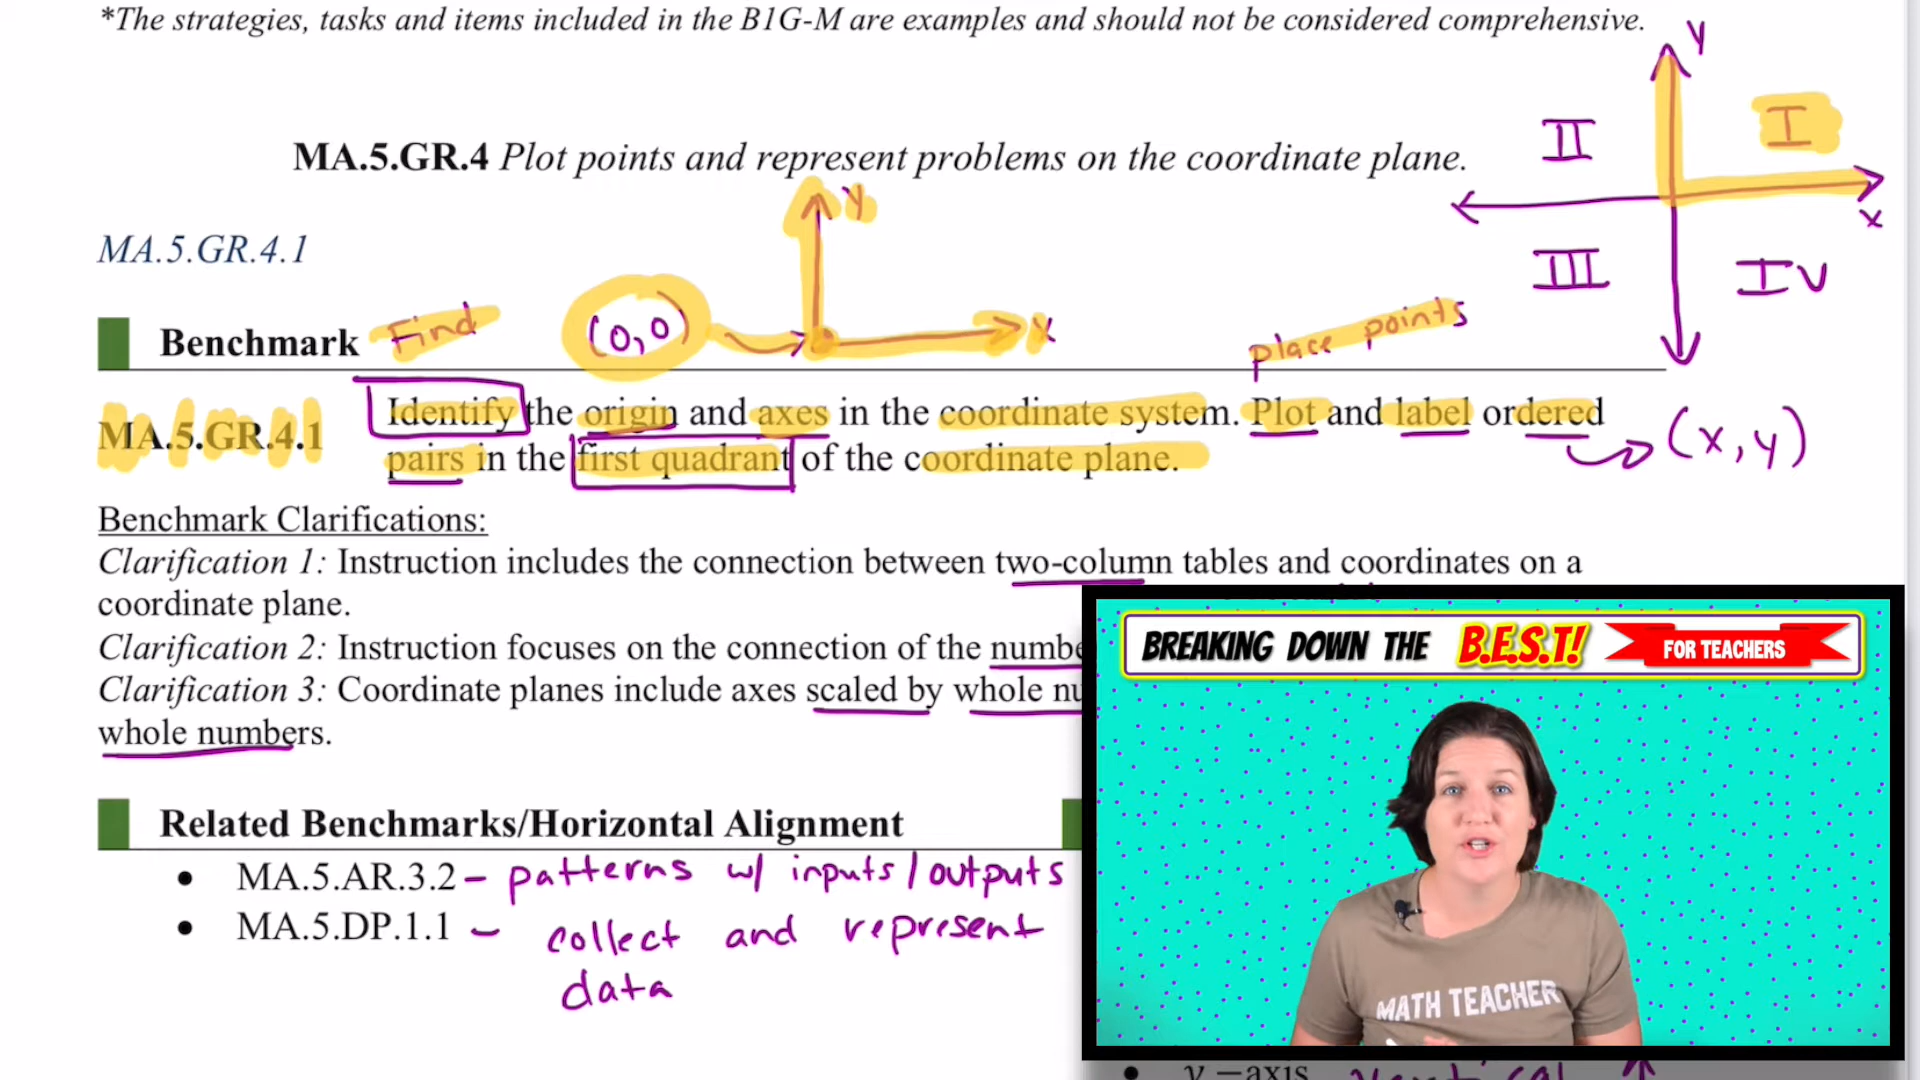 *The strategies, tasks and items included in the B1G-M are examples and should not be considered comprehensive.
Y
II
I
MA.5.GR.4 Plot points and represent problems on the coordinate plane.
Y
X
III
IV
MA.5.GR.4.1
Find
(0,0)
X
place points
Benchmark
MA.5.GR.4.1
Identify the origin and axes in the coordinate system. Plot and label ordered
pairs in the first quadrant of the coordinate plane.
(x,y)
Benchmark Clarifications:
Clarification 1: Instruction includes the connection between two-column tables and coordinates on a
coordinate plane.
Clarification 2: Instruction focuses on the connection of the
Clarification 3: Coordinate planes include axes scaled by whole
whole numbers.
BREAKING DOWN THE B.E.S.T! FOR TEACHERS
Related Benchmarks/Horizontal Alignment
• MA.5.AR.3.2 – patterns w/ inputs/outputs
• MA.5.DP.1.1 – collect and represent
data
MATH TEACHER
• y –axis vertical